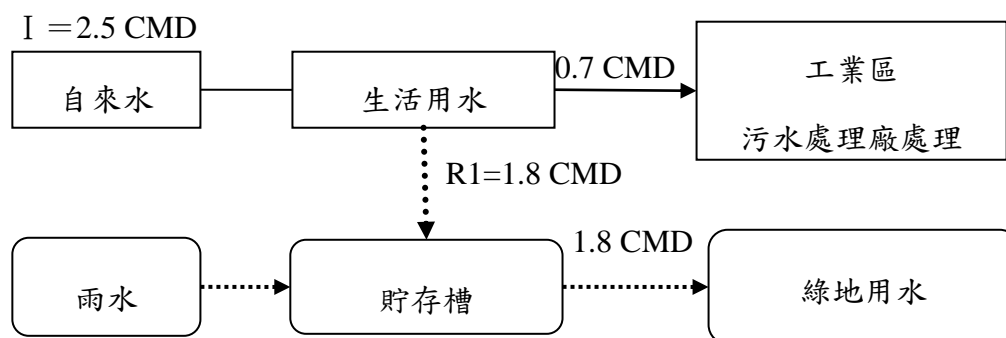 Ⅰ＝2.5 CMD
自來水
生活用水
0.7 CMD
工業區
污水處理廠處理
R1=1.8 CMD
雨水
貯存槽
1.8 CMD
綠地用水